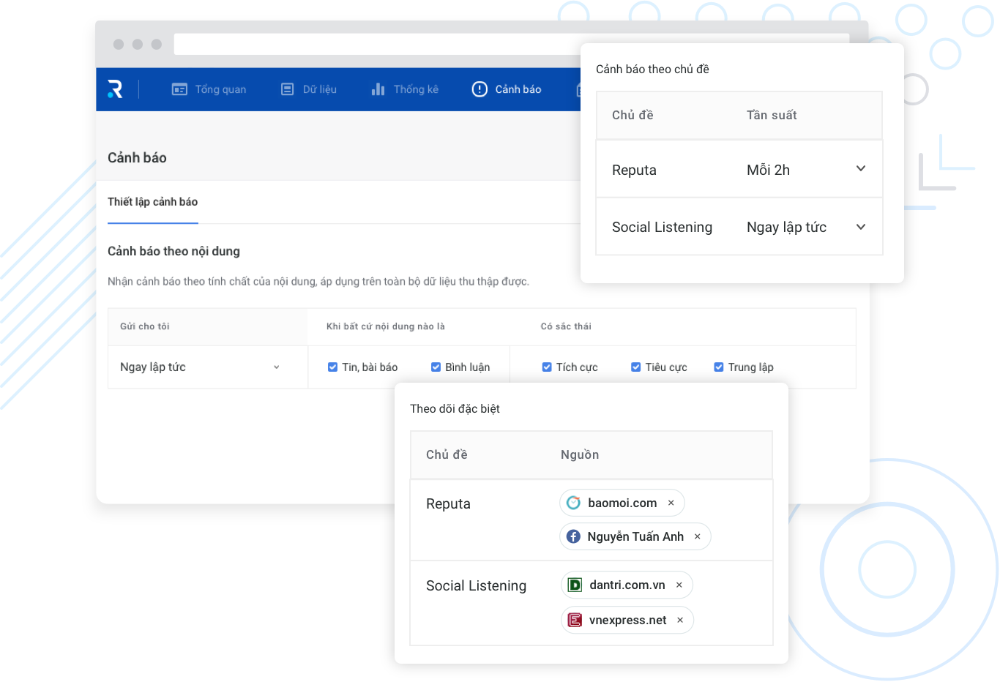 Tổng quan
Dữ liệu
Thống kê
Cảnh báo
Cảnh báo
Thiết lập cảnh báo
Cảnh báo theo nội dung
Nhận cảnh báo theo tính chất của nội dung, áp dụng trên toàn bộ dữ liệu thu thập được.
Gửi cho tôi Khi bất cứ nội dung nào là Có sắc thái
Ngay lập tức Tin, bài báo Bình luận Tích cực Tiêu cực Trung lập
Cảnh báo theo chủ đề
Chủ đề Tần suất
Reputa Mỗi 2h
Social Listening Ngay lập tức
Theo dõi đặc biệt
Chủ đề Nguồn
Reputa baomoi.com ×
Nguyễn Tuấn Anh ×
Social Listening dantri.com.vn ×
vnexpress.net ×